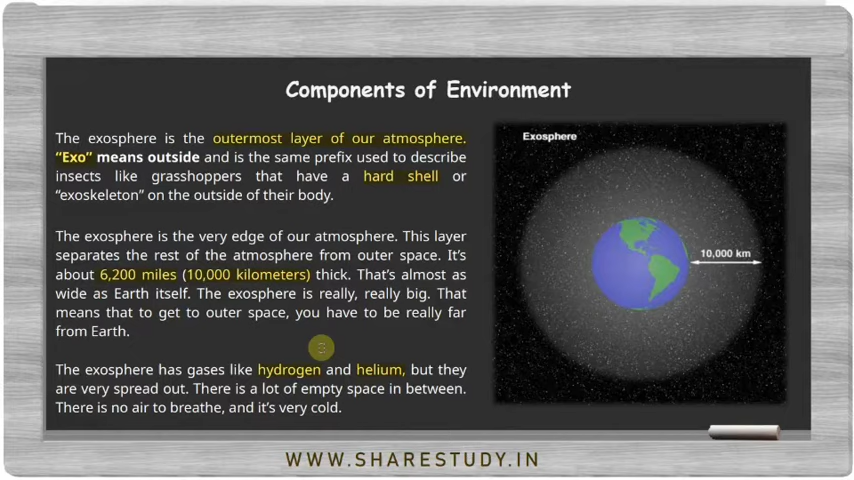 Components of Environment
The exosphere is the outermost layer of our atmosphere.
“Exo” means outside and is the same prefix used to describe
insects like grasshoppers that have a hard shell or
“exoskeleton” on the outside of their body.
The exosphere is the very edge of our atmosphere. This layer
separates the rest of the atmosphere from outer space. It’s
about 6,200 miles (10,000 kilometers) thick. That’s almost as
wide as Earth itself. The exosphere is really, really big. That
means that to get to outer space, you have to be really far
from Earth.
The exosphere has gases like hydrogen and helium, but they
are very spread out. There is a lot of empty space in between.
There is no air to breathe, and it’s very cold.
Exosphere
10,000 km
WWW.SHARESTUDY.IN